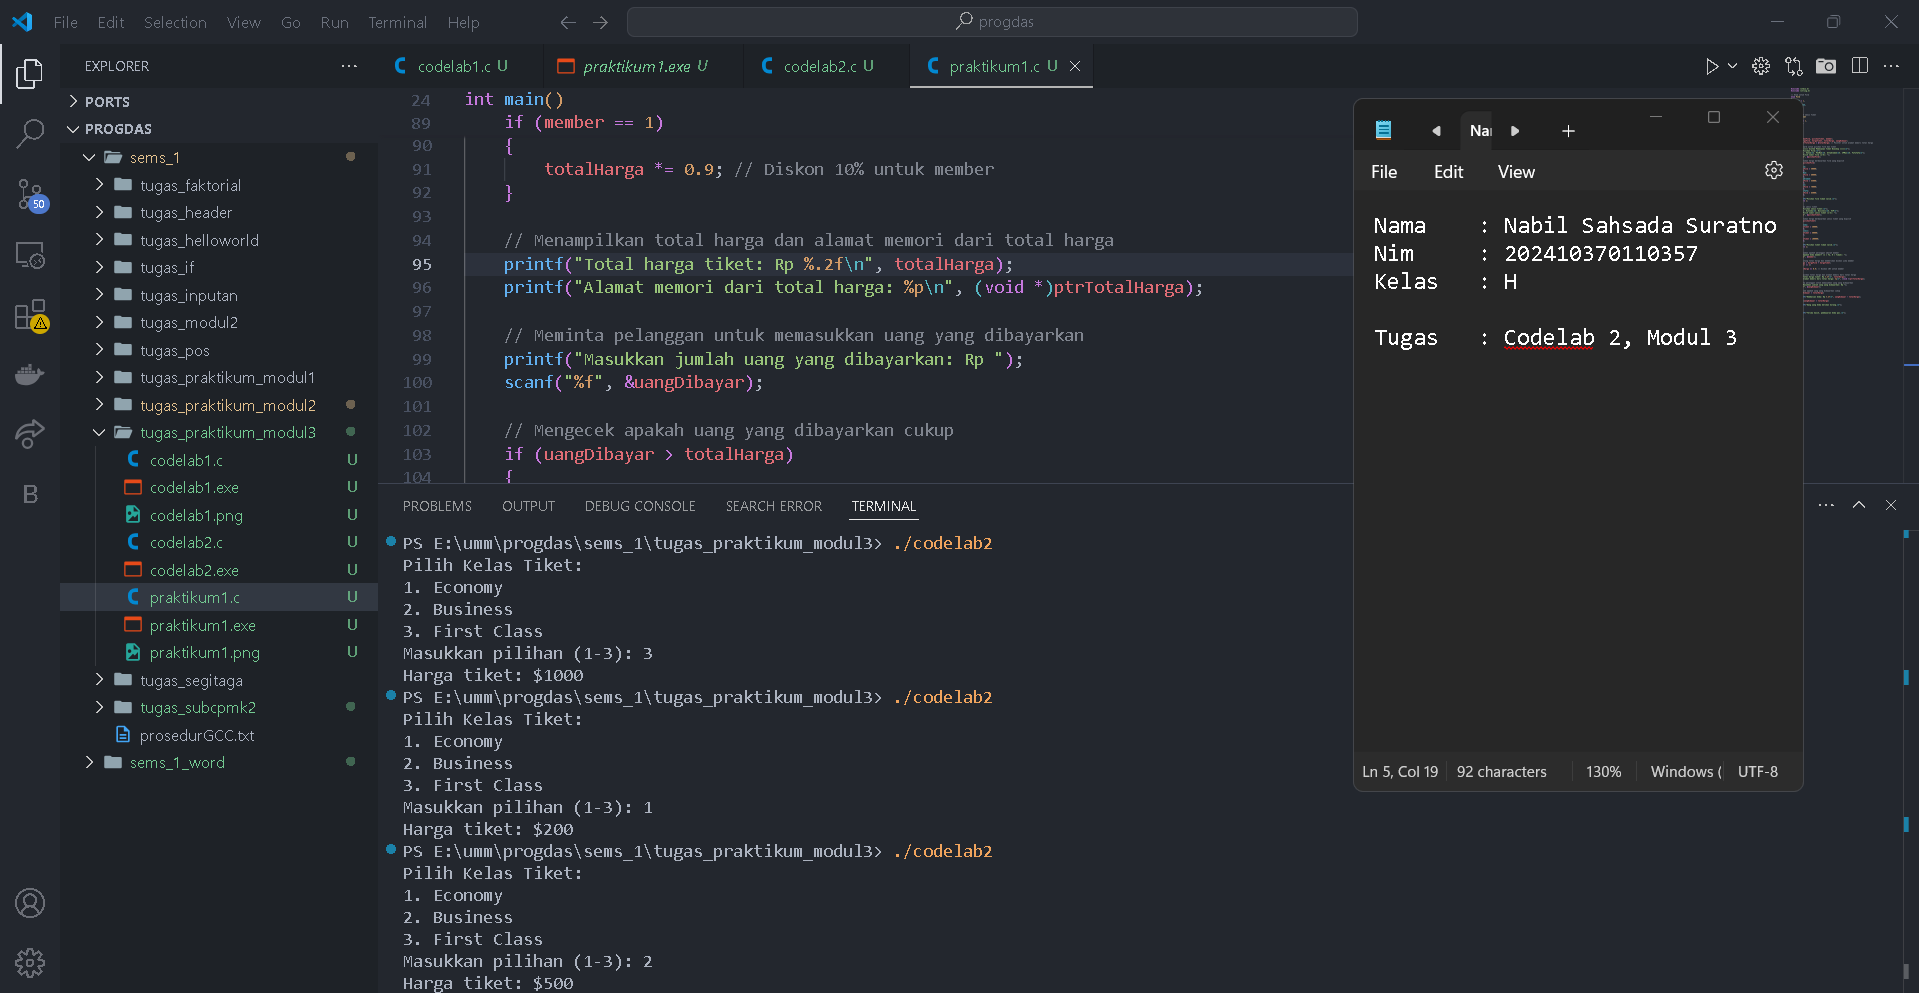 File Edit Selection View Go Run Terminal Help
progdas
EXPLORER
PORTS
PROGDAS
sems_1
tugas_faktorial
tugas_header
tugas_helloworld
tugas_if
tugas_inputan
tugas_modul2
tugas_pos
tugas_praktikum_modul1
tugas_praktikum_modul2
tugas_praktikum_modul3
codelab1.c U
codelab1.exe U
codelab1.png U
codelab2.c U
codelab2.exe U
praktikum1.c U
praktikum1.exe U
praktikum1.png U
tugas_segitaga
tugas_subcpmk2
prosedurGCC.txt
sems_1_word
50
B
codelab1.c U praktikum1.exe U codelab2.c U praktikum1.c U
24 int main()
89 if (member == 1)
90 {
91 totalHarga *= 0.9; // Diskon 10% untuk member
92 }
93
94 // Menampilkan total harga dan alamat memori dari total harga
95 printf("Total harga tiket: Rp %.2f\n", totalHarga);
96 printf("Alamat memori dari total harga: %p\n", (void *)ptrTotalHarga);
97
98 // Meminta pelanggan untuk memasukkan uang yang dibayarkan
99 printf("Masukkan jumlah uang yang dibayarkan: Rp ");
100 scanf("%f", &uangDibayar);
101
102 // Mengecek apakah uang yang dibayarkan cukup
103 if (uangDibayar > totalHarga)
104 {
PROBLEMS OUTPUT DEBUG CONSOLE SEARCH ERROR TERMINAL
PS E:\umm\progdas\sems_1\tugas_praktikum_modul3> ./codelab2
Pilih Kelas Tiket:
1. Economy
2. Business
3. First Class
Masukkan pilihan (1-3): 3
Harga tiket: $1000
PS E:\umm\progdas\sems_1\tugas_praktikum_modul3> ./codelab2
Pilih Kelas Tiket:
1. Economy
2. Business
3. First Class
Masukkan pilihan (1-3): 1
Harga tiket: $200
PS E:\umm\progdas\sems_1\tugas_praktikum_modul3> ./codelab2
Pilih Kelas Tiket:
1. Economy
2. Business
3. First Class
Masukkan pilihan (1-3): 2
Harga tiket: $500
File Edit View
Nama : Nabil Sahsada Suratno
Nim : 202410370110357
Kelas : H
Tugas : Codelab 2, Modul 3
Ln 5, Col 19 92 characters 130% Windows ( UTF-8